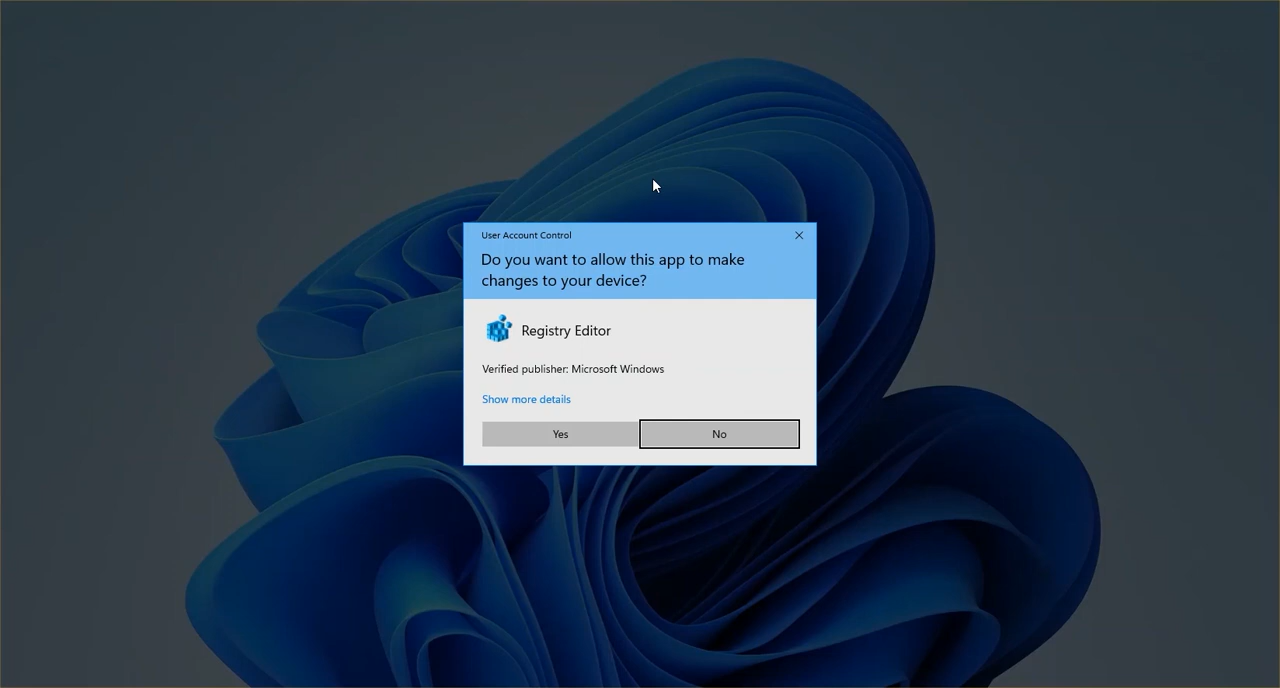 User Account Control
Do you want to allow this app to make
changes to your device?
Registry Editor
Verified publisher: Microsoft Windows
Show more details
Yes
No